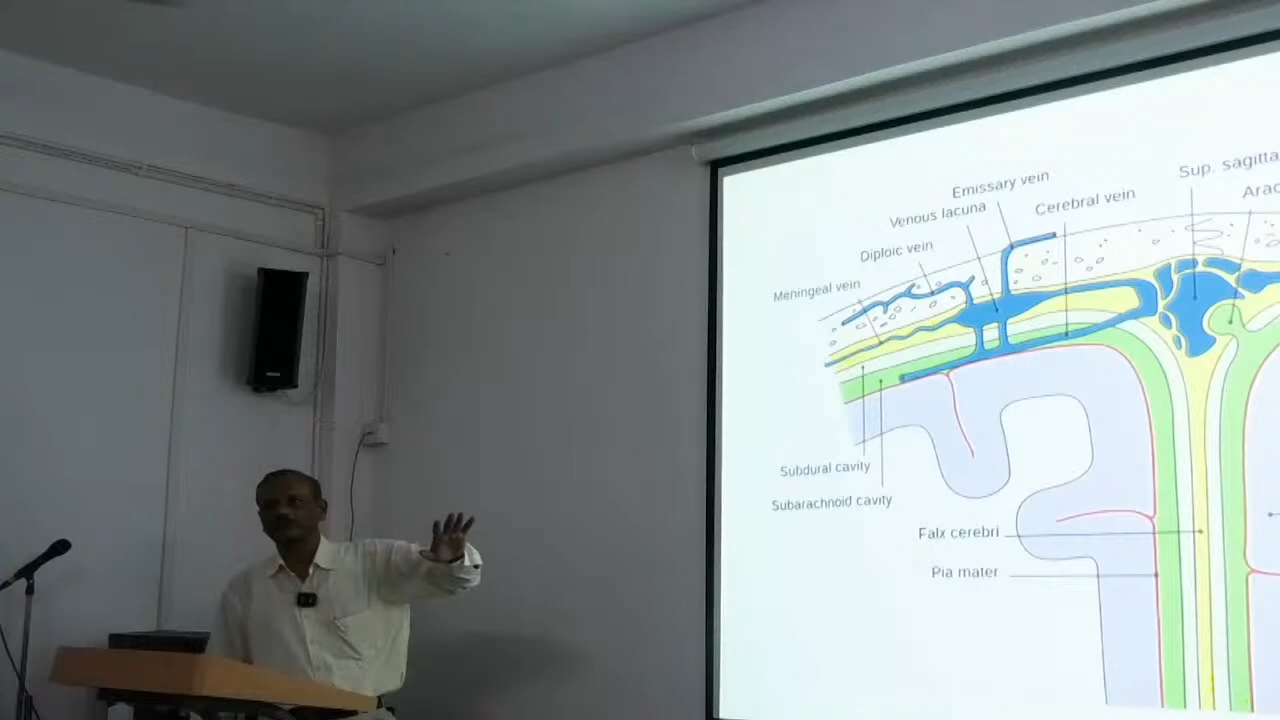 Emissary vein
Sup. sagitta
Venous lacuna
Cerebral vein
Arac
Diploic vein
Meningeal vein
Subdural cavity
Subarachnoid cavity
Falx cerebri
Pia mater